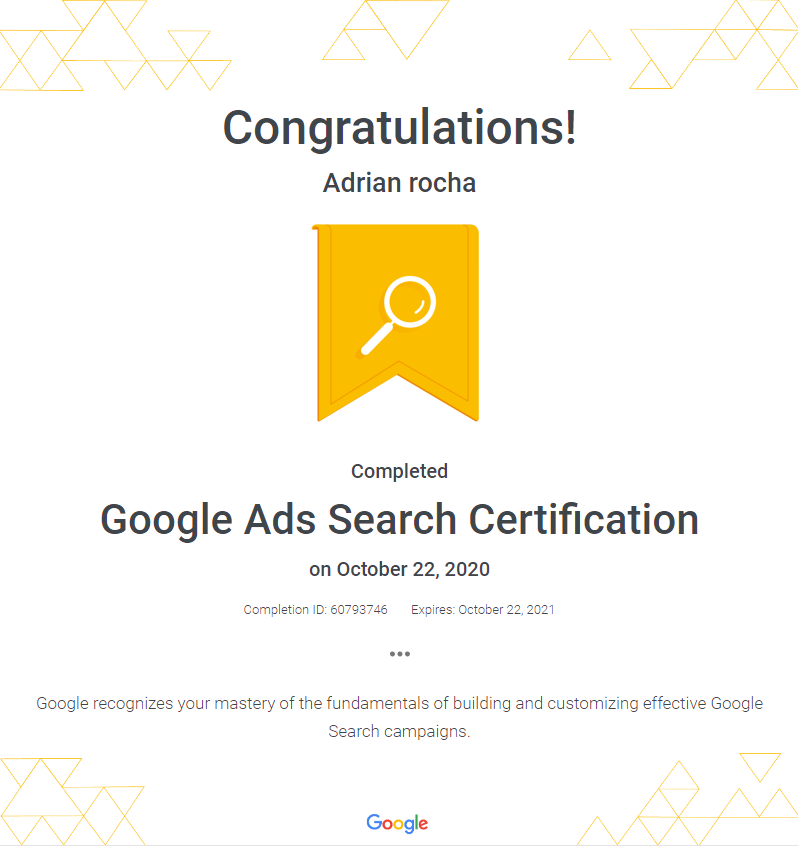 Congratulations!
Adrian rocha
Completed
Google Ads Search Certification
on October 22, 2020
Completion ID: 60793746 Expires: October 22, 2021
•••
Google recognizes your mastery of the fundamentals of building and customizing effective Google
Search campaigns.
Google